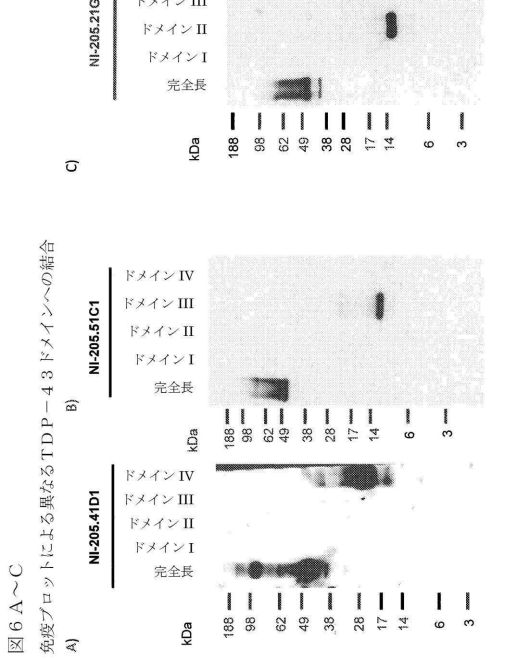 図６Ａ～Ｃ
免疫ブロットによる異なるＴＤＰ－４３ドメインへの結合
A)
NI-205.41D1
完全長
ドメイン I
ドメイン II
ドメイン III
ドメイン IV
kDa
188
98
62
49
38
28
17
14
6
3
B)
NI-205.51C1
完全長
ドメイン I
ドメイン II
ドメイン III
ドメイン IV
kDa
188
98
62
49
38
28
17
14
6
3
C)
NI-205.21G
完全長
ドメイン I
ドメイン II
ドメイン III
kDa
188
98
62
49
38
28
17
14
6
3